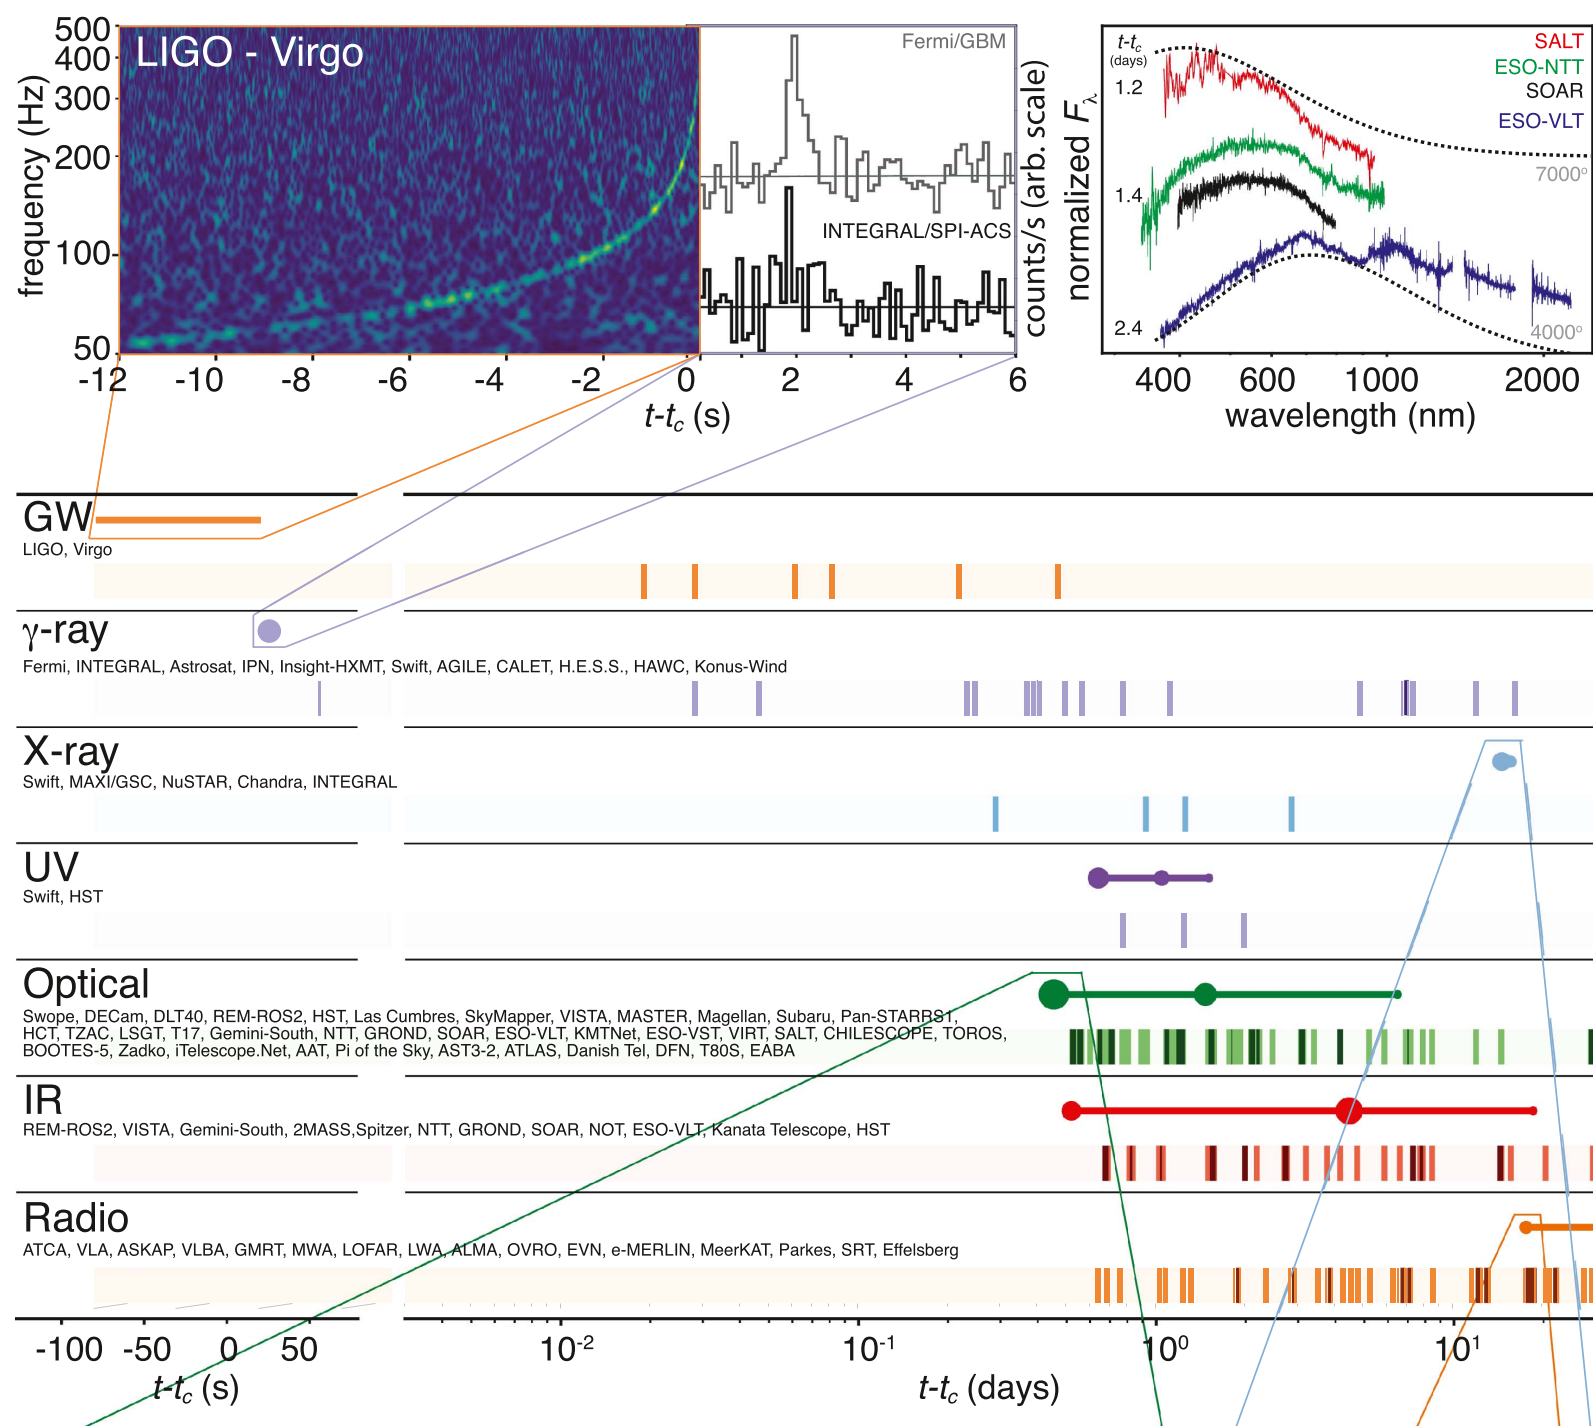 LIGO - Virgo
frequency (Hz)
500
400
300
200
100
50
-12 -10 -8 -6 -4 -2 0 2 4 6
t-tc (s)
Fermi/GBM
INTEGRAL/SPI-ACS
counts/s (arb. scale)
normalized Fλ
t-tc
(days)
1.2
1.4
2.4
SALT
ESO-NTT
SOAR
ESO-VLT
7000º
4000º
400 600 1000 2000
wavelength (nm)
GW
LIGO, Virgo
γ-ray
Fermi, INTEGRAL, Astrosat, IPN, Insight-HXMT, Swift, AGILE, CALET, H.E.S.S., HAWC, Konus-Wind
X-ray
Swift, MAXI/GSC, NuSTAR, Chandra, INTEGRAL
UV
Swift, HST
Optical
Swope, DECam, DLT40, REM-ROS2, HST, Las Cumbres, SkyMapper, VISTA, MASTER, Magellan, Subaru, Pan-STARRS1,
HCT, TZAC, LSGT, T17, Gemini-South, NTT, GROND, SOAR, ESO-VLT, KMTNet, ESO-VST, VIRT, SALT, CHILESCOPE, TOROS,
BOOTES-5, Zadko, iTelescope.Net, AAT, Pi of the Sky, AST3-2, ATLAS, Danish Tel, DFN, T80S, EABA
IR
REM-ROS2, VISTA, Gemini-South, 2MASS,Spitzer, NTT, GROND, SOAR, NOT, ESO-VLT, Kanata Telescope, HST
Radio
ATCA, VLA, ASKAP, VLBA, GMRT, MWA, LOFAR, LWA, ALMA, OVRO, EVN, e-MERLIN, MeerKAT, Parkes, SRT, Effelsberg
-100 -50 0 50 10⁻² 10⁻¹ 10⁰ 10¹
t-tc (s) t-tc (days)